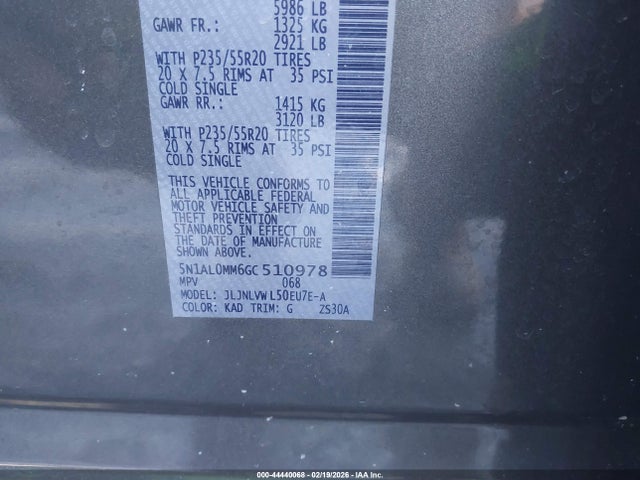 5986 LB
GAWR FR.: 1325 KG
2921 LB
WITH P235/55R20 TIRES
20 X 7.5 RIMS AT 35 PSI
COLD SINGLE
GAWR RR.: 1415 KG
3120 LB
WITH P235/55R20 TIRES
20 X 7.5 RIMS AT 35 PSI
COLD SINGLE
THIS VEHICLE CONFORMS TO
ALL APPLICABLE FEDERAL
MOTOR VEHICLE SAFETY AND
THEFT PREVENTION
STANDARDS IN EFFECT ON
THE DATE OF MANUFACTURE
SHOWN ABOVE.
5N1AL0MM6GC510978
MPV 068
MODEL: JLJNLVWL50EU7E-A
COLOR: KAD TRIM: G ZS30A
000-44440068 - 02/19/2026 - IAA Inc.